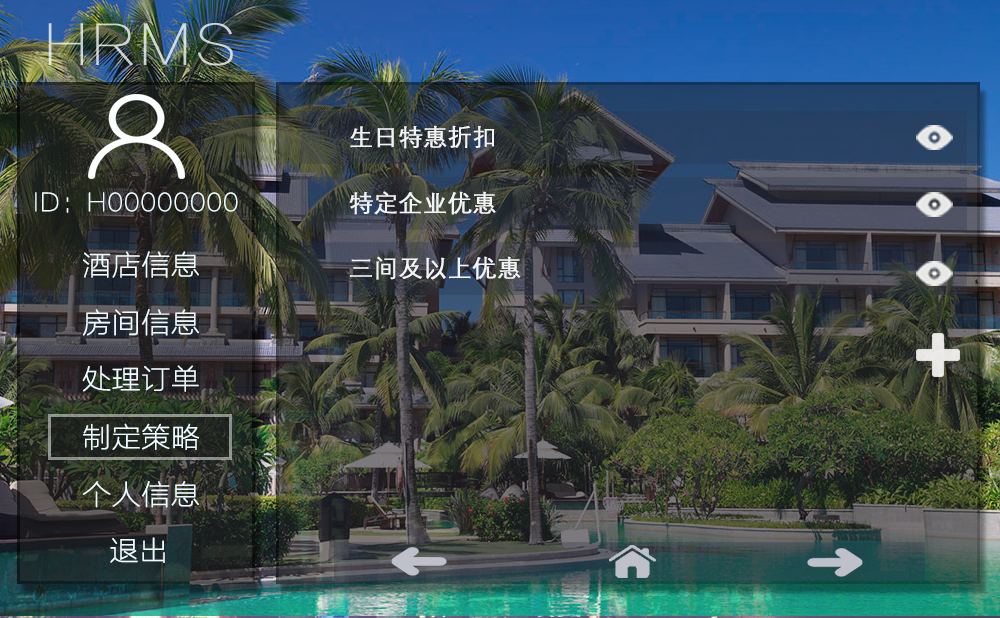 HRMS
ID：H00000000
酒店信息
房间信息
处理订单
制定策略
个人信息
退出
生日特惠折扣
特定企业优惠
三间及以上优惠